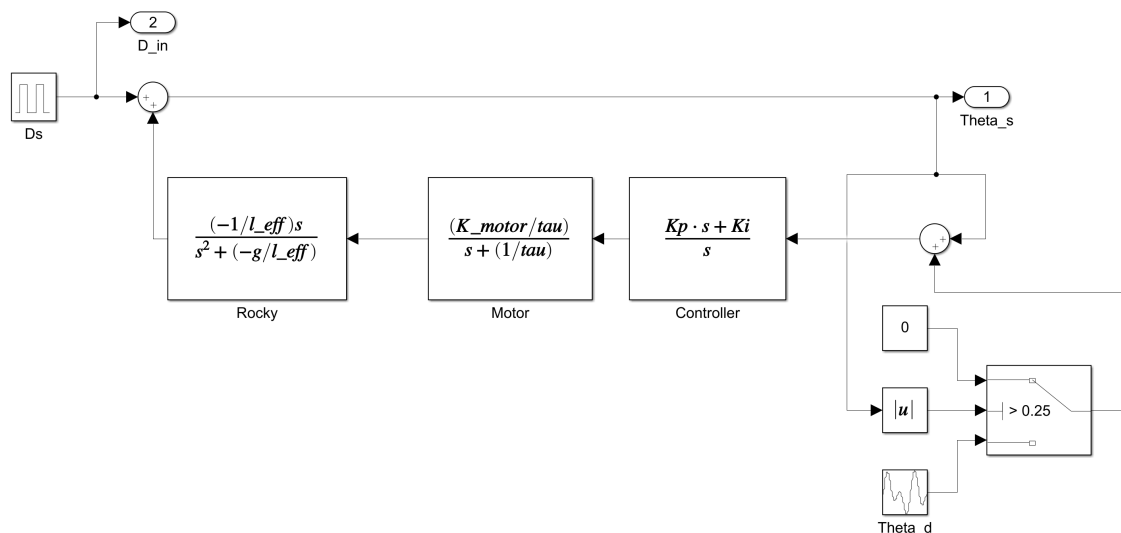 2
D_in
Ds
++
1
Theta_s
(-1/l_eff)s
s² + (-g/l_eff)
Rocky
(K_motor/tau)
s + (1/tau)
Motor
Kp · s + Ki
s
Controller
++
0
|u|
> 0.25
Theta_d